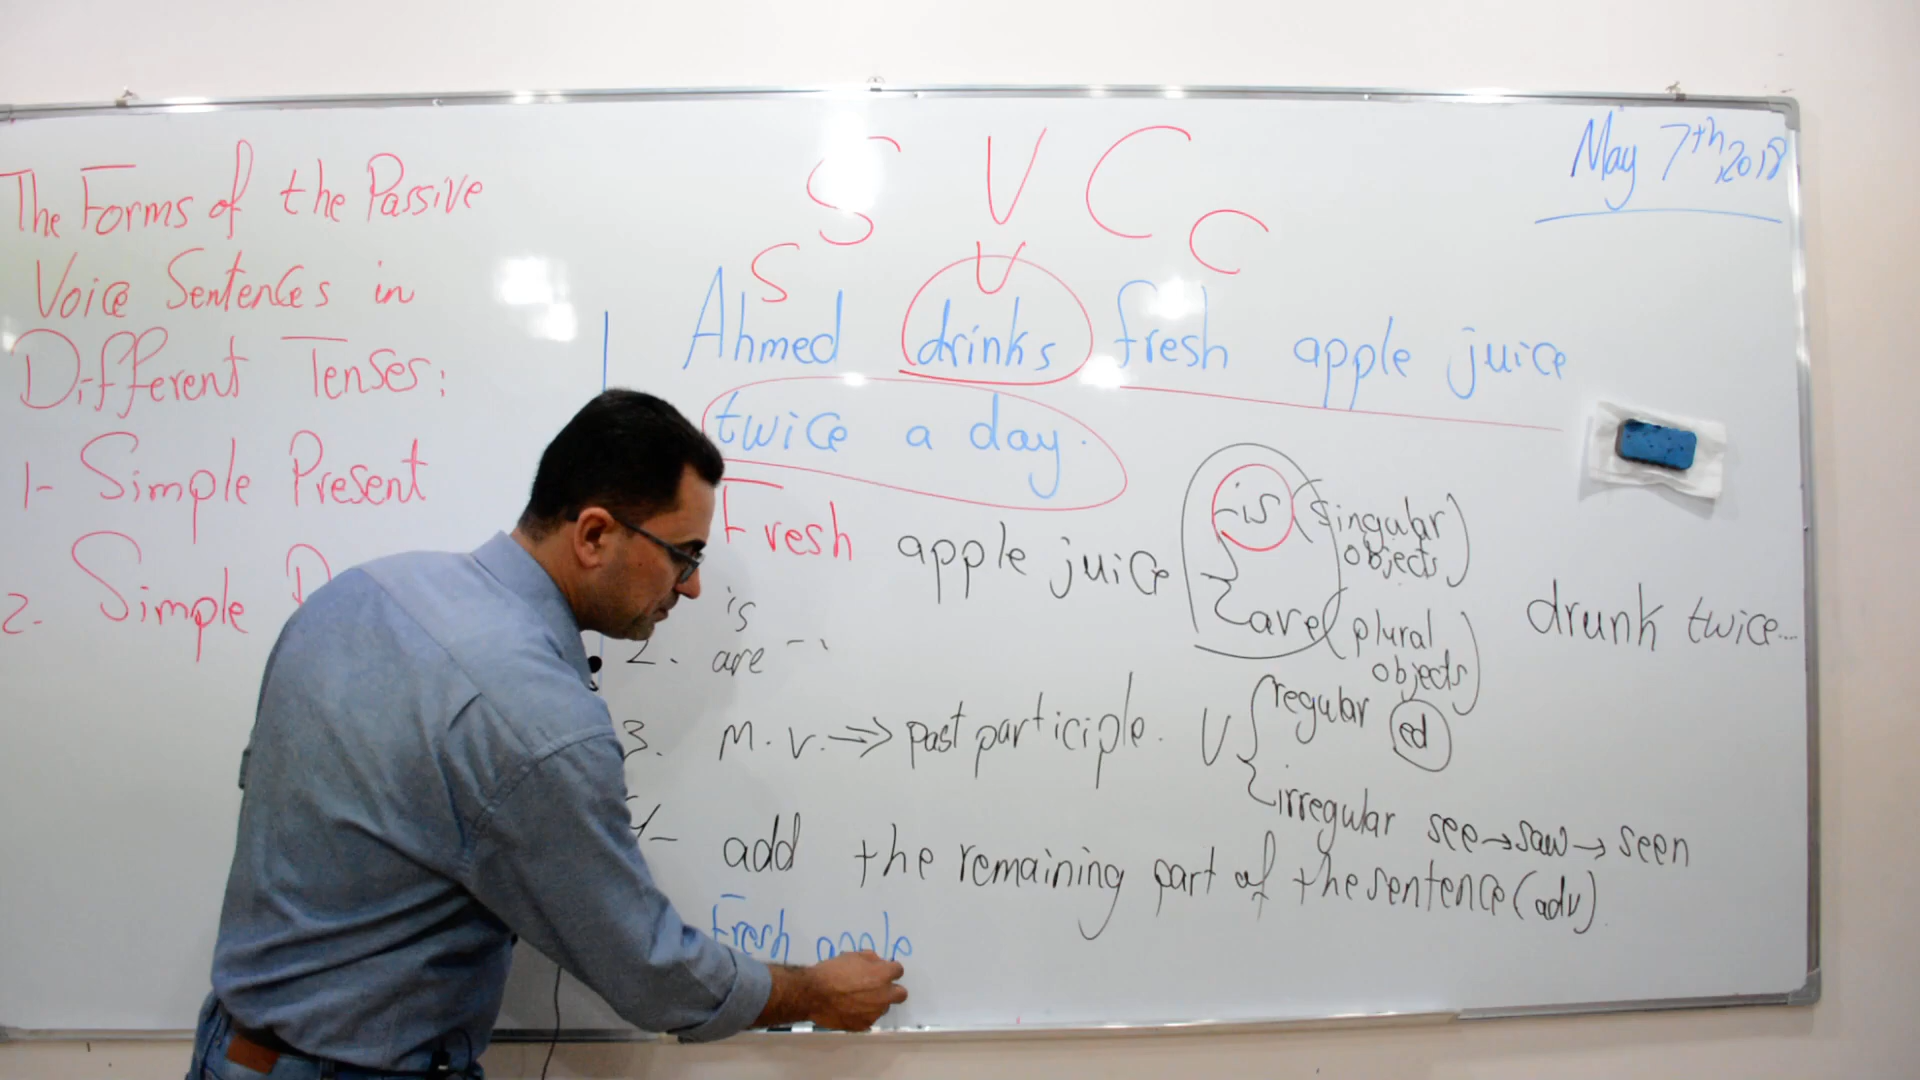 The Forms of the Passive
Voice Sentences in
Different Tenses:
1- Simple Present
2. Simple
May 7th, 2018
S V C
S V C
Ahmed drinks fresh apple juice
twice a day.
Fresh apple juice is (singular objects)
are (plural objects)
drunk twice...
is
2. are
3. M.V. ⇒ past participle. V regular ed
irregular see → saw → seen
4- add the remaining part of the sentence (adv)
Fresh apple